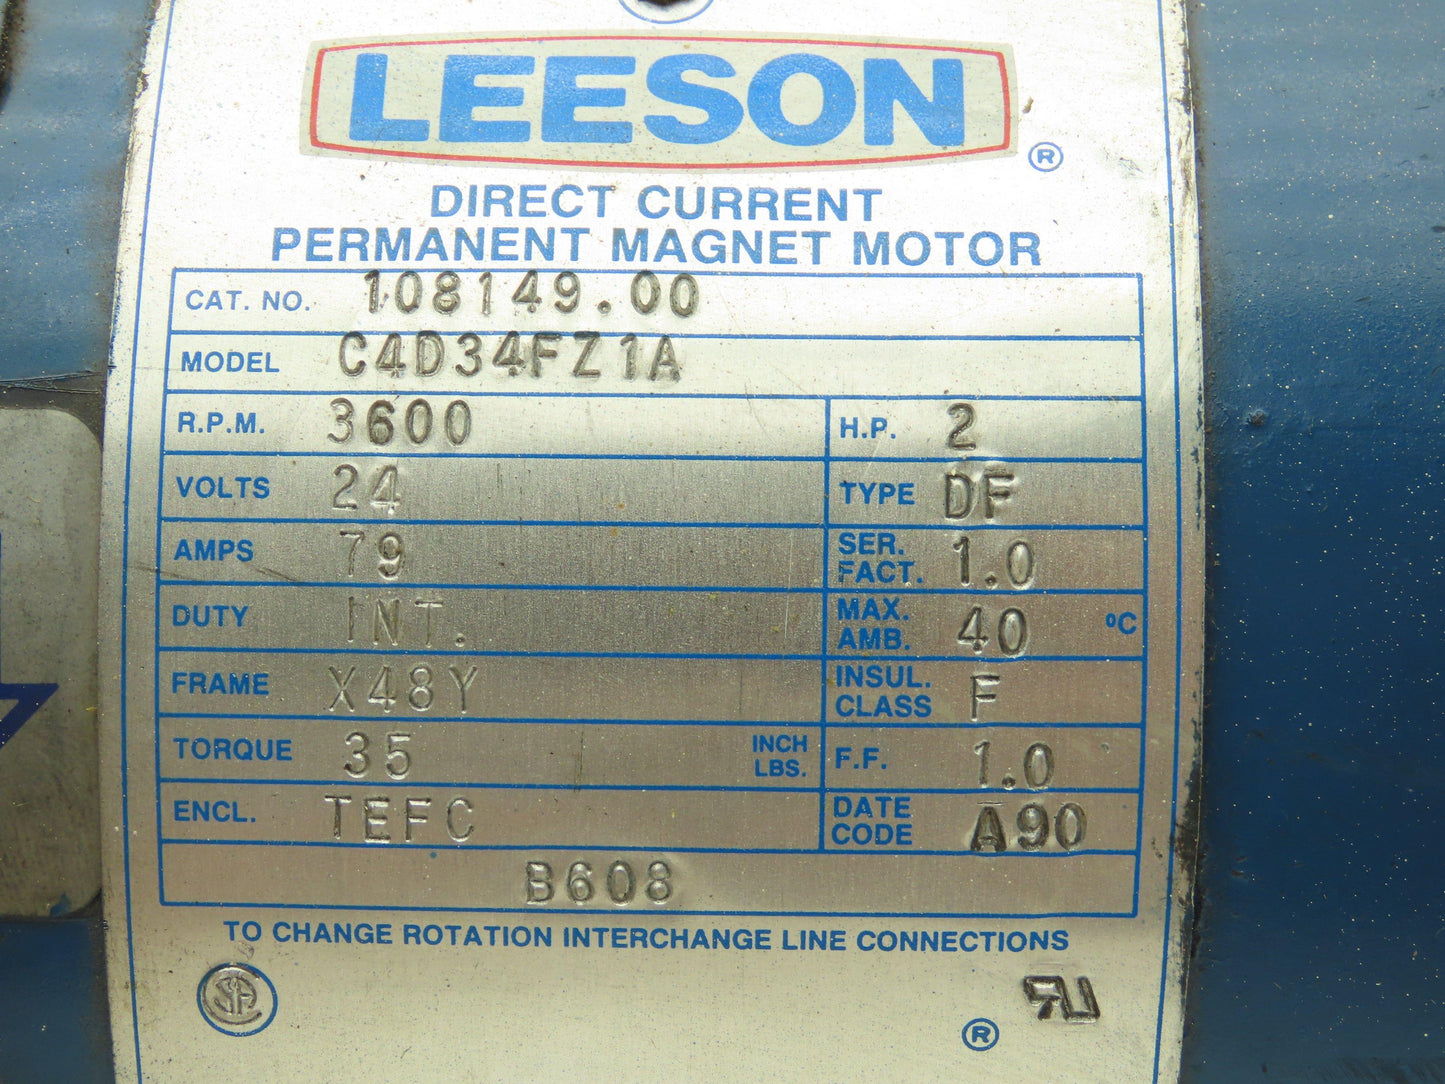 LEESON
®
DIRECT CURRENT
PERMANENT MAGNET MOTOR
CAT. NO. 108149.00
MODEL C4D34FZ1A
R.P.M. 3600 H.P. 2
VOLTS 24 TYPE DF
AMPS 79 SER. FACT. 1.0
DUTY INT. MAX. AMB. 40 °C
FRAME X48Y INSUL. CLASS F
TORQUE 35 INCH LBS. F.F. 1.0
ENCL. TEFC DATE CODE A90
B608
TO CHANGE ROTATION INTERCHANGE LINE CONNECTIONS
SA
RU
®